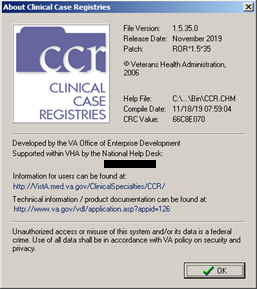 About Clinical Case Registries
ccr
CLINICAL
CASE
REGISTRIES
File Version: 1.5.35.0
Release Date: November 2019
Patch: ROR*1.5*35
© Veterans Health Administration,
2006
Help File: C:\...\Bin\CCR.CHM
Compile Date: 11/18/19 07:59:04
CRC Value: 66C8E070
Developed by the VA Office of Enterprise Development
Supported within VHA by the National Help Desk:
Information for users can be found at:
http://VistA.med.va.gov/ClinicalSpecialties/CCR/
Technical information / product documentation can be found at:
http://www.va.gov/vdl/application.asp?appid=126
Unauthorized access or misuse of this system and/or its data is a federal
crime. Use of all data shall be in accordance with VA policy on security and
privacy.
OK